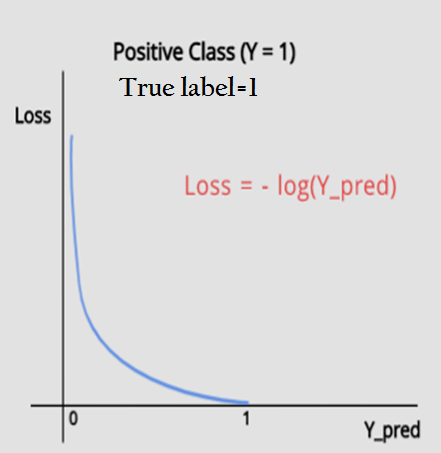 Positive Class (Y = 1)
True label=1
Loss
Loss = - log(Y_pred)
0
1
Y_pred